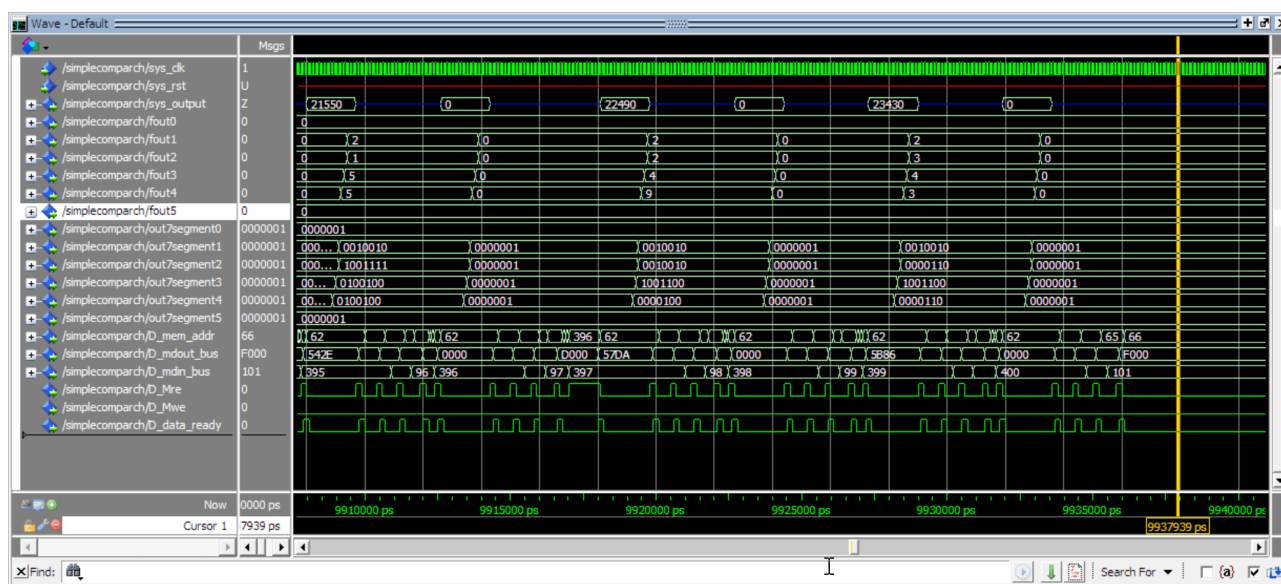 Wave - Default
Msgs
/simplecomparch/sys_clk 1
/simplecomparch/sys_rst U
/simplecomparch/sys_output Z 21550 0 22490 0 23430 0
/simplecomparch/fout0 0 0
/simplecomparch/fout1 0 0 2 0 2 0 2 0
/simplecomparch/fout2 0 0 1 0 2 0 3 0
/simplecomparch/fout3 0 0 5 0 4 0 4 0
/simplecomparch/fout4 0 0 5 0 9 0 3 0
/simplecomparch/fout5 0 0
/simplecomparch/out7segment0 0000001 0000001
/simplecomparch/out7segment1 0000001 000... 0010010 0000001 0010010 0000001 0010010 0000001
/simplecomparch/out7segment2 0000001 000... 1001111 0000001 0010010 0000001 0000110 0000001
/simplecomparch/out7segment3 0000001 00... 0100100 0000001 1001100 0000001 1001100 0000001
/simplecomparch/out7segment4 0000001 00... 0100100 0000001 0000100 0000001 0000110 0000001
/simplecomparch/out7segment5 0000001 0000001
/simplecomparch/D_mem_addr 66 62 62 396 62 62 62 62 65 66
/simplecomparch/D_mdout_bus F000 542E 0000 D000 57DA 0000 5B86 0000 F000
/simplecomparch/D_mdin_bus 101 395 96 396 97 397 98 398 99 399 400 101
/simplecomparch/D_Mre 0
/simplecomparch/D_Mwe 0
/simplecomparch/D_data_ready 0
Now 0000 ps 9910000 ps 9915000 ps 9920000 ps 9925000 ps 9930000 ps 9935000 ps 9940000 ps
Cursor 1 7939 ps 9937939 ps
Find: Search For {a}